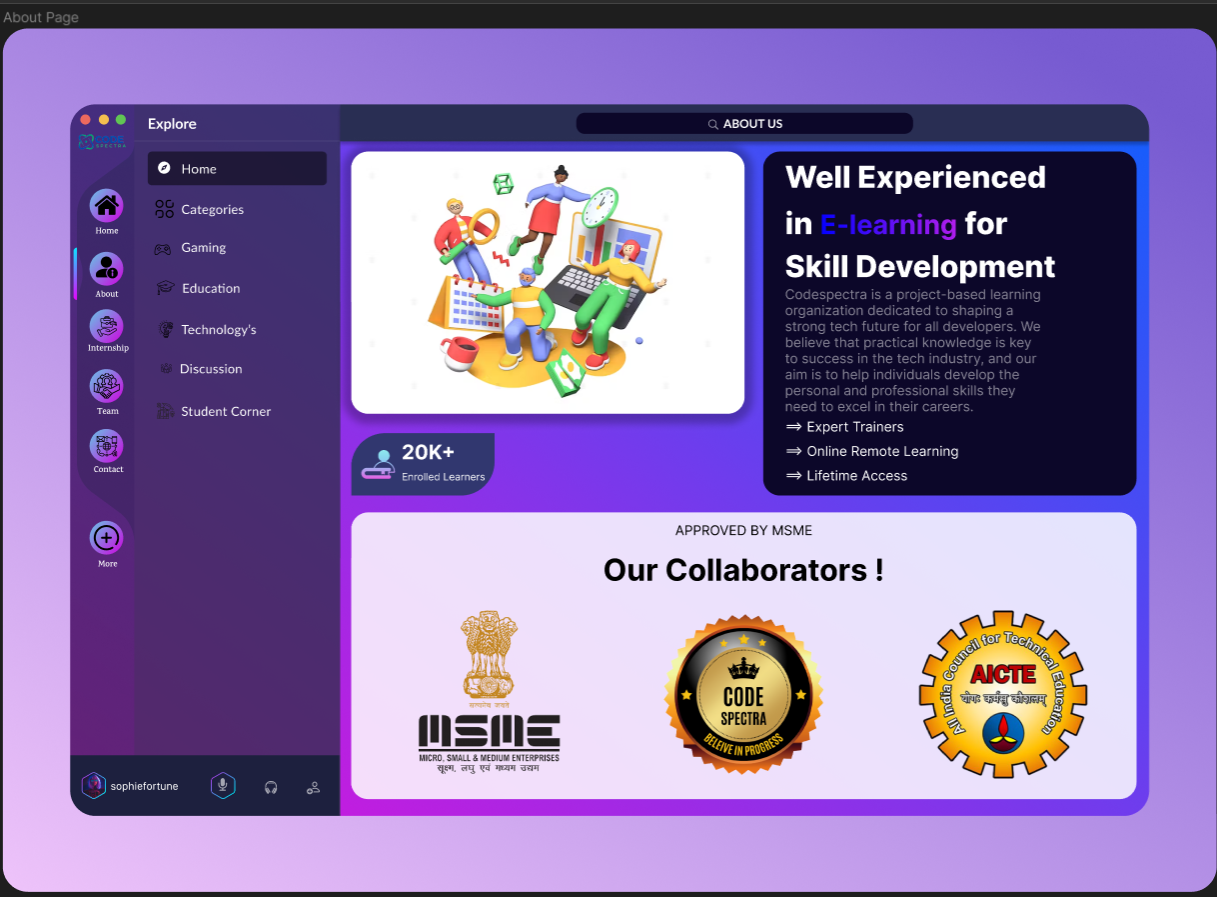 About Page
CODE
SPECTRA
Explore
ABOUT US
Home
Categories
Gaming
Education
Technology's
Discussion
Student Corner
Home
About
Internship
Team
Contact
More
sophiefortune
Well Experienced
in E-learning for
Skill Development
Codespectra is a project-based learning
organization dedicated to shaping a
strong tech future for all developers. We
believe that practical knowledge is key
to success in the tech industry, and our
aim is to help individuals develop the
personal and professional skills they
need to excel in their careers.
⇒ Expert Trainers
⇒ Online Remote Learning
⇒ Lifetime Access
20K+
Enrolled Learners
APPROVED BY MSME
Our Collaborators !
सत्यमेव जयते
MSME
MICRO, SMALL & MEDIUM ENTERPRISES
सूक्ष्म, लघु एवं मध्यम उद्यम
CODE
SPECTRA
BELEIVE IN PROGRESS
All India Council for Technical Education
AICTE
योगः कर्मसु कौशलम्